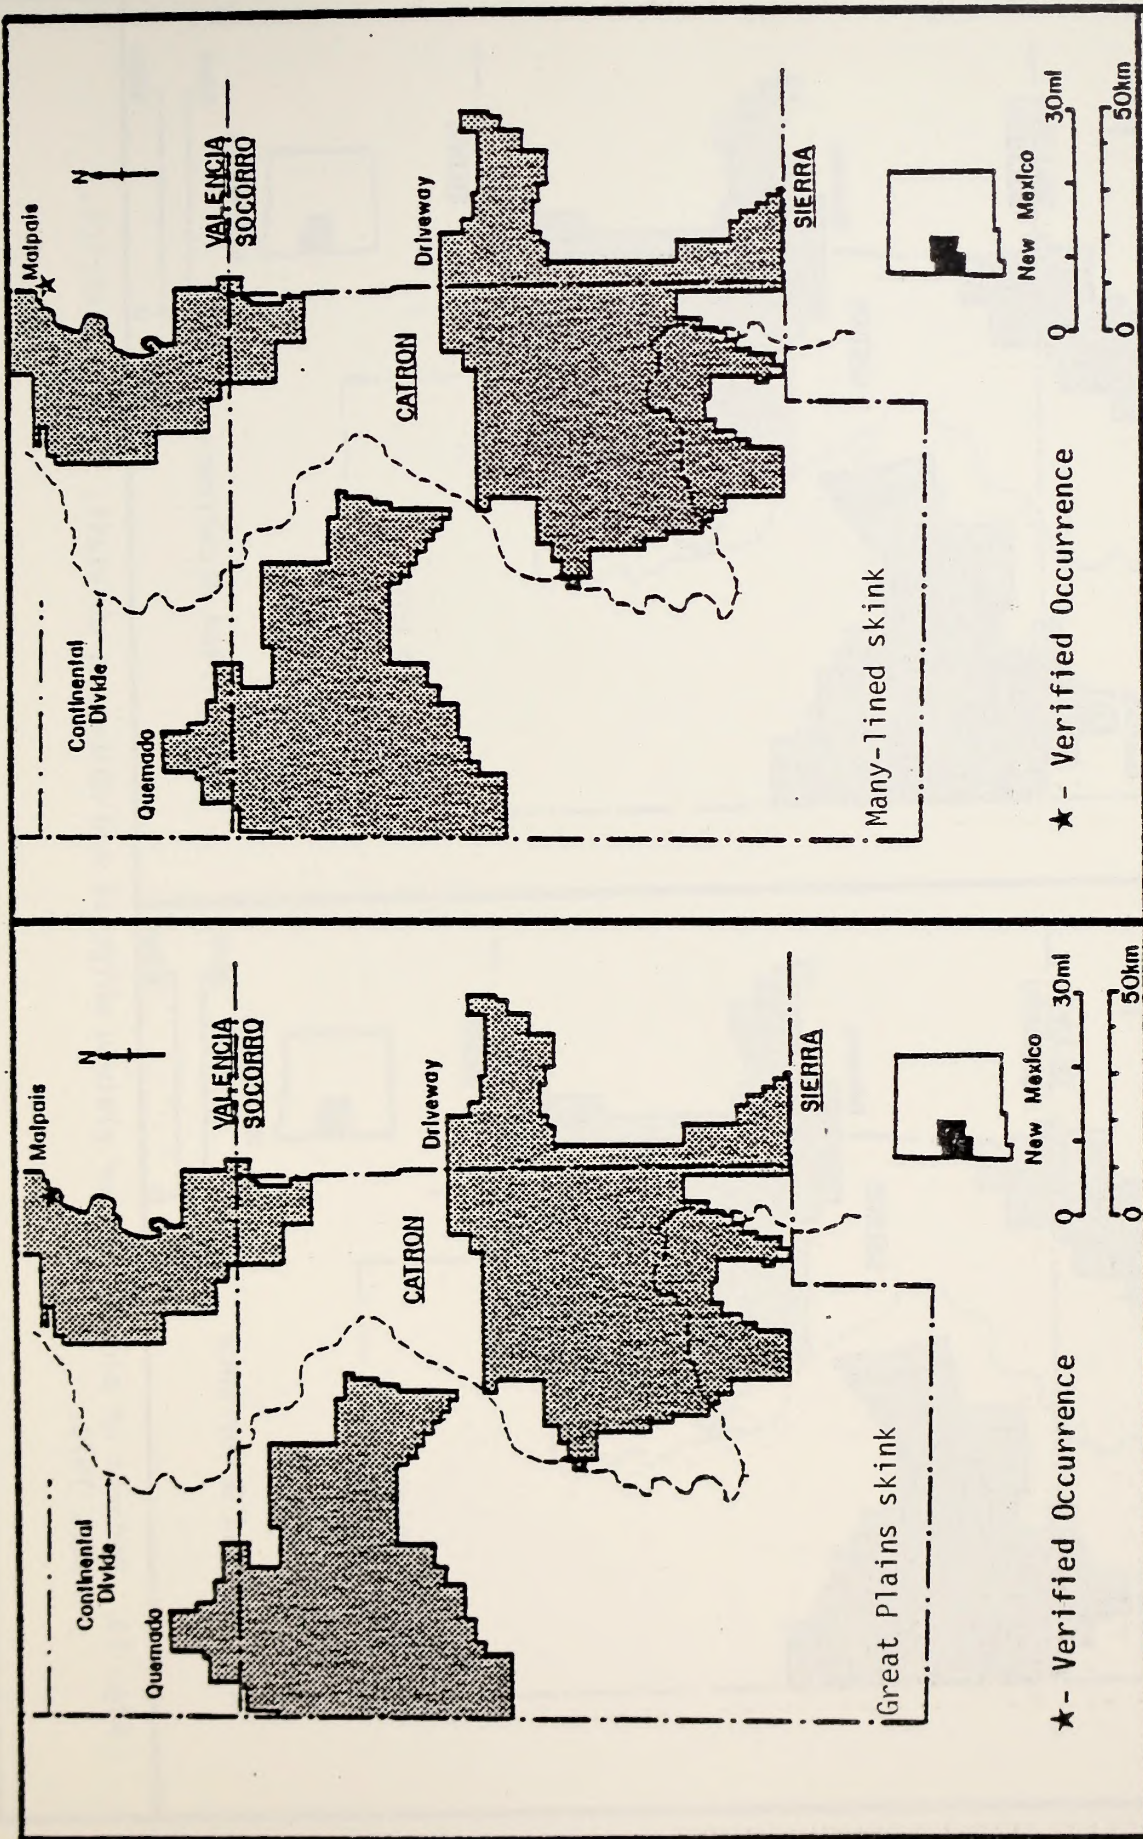 Malpais
N
Continental
Divide
VALENCIA
SOCORRO
Quemado
CATRON
Driveway
SIERRA
Great Plains skink
New Mexico
0 30mi
0 50km
★ - Verified Occurrence
Malpais
N
Continental
Divide
VALENCIA
SOCORRO
Quemado
CATRON
Driveway
SIERRA
Many-lined skink
New Mexico
0 30mi
0 50km
★ - Verified Occurrence